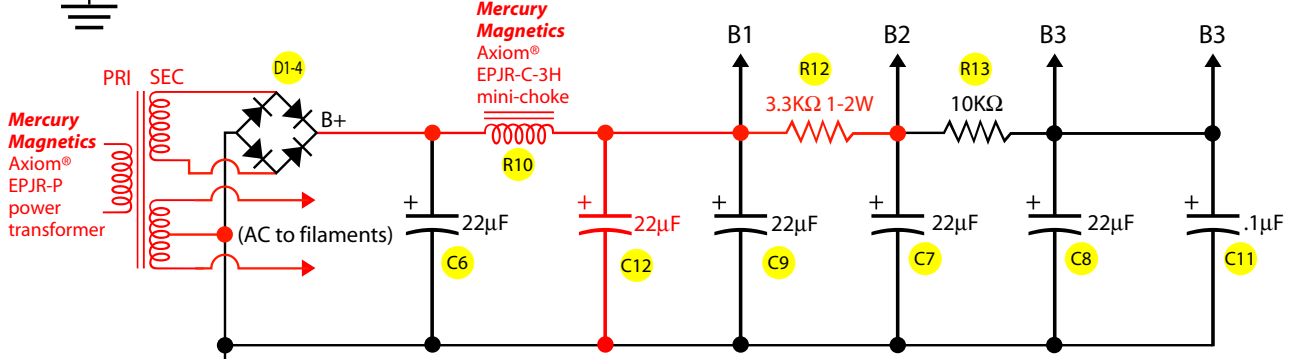 Mercury
Magnetics
Axiom®
EPJR-C-3H
mini-choke
B1
B2
B3
B3
PRI
SEC
D1-4
R12
R13
3.3KΩ 1-2W
10KΩ
Mercury
Magnetics
Axiom®
EPJR-P
power
transformer
B+
R10
(AC to filaments)
+
22µF
C6
+
22µF
C12
+
22µF
C9
+
22µF
C7
+
22µF
C8
+
.1µF
C11